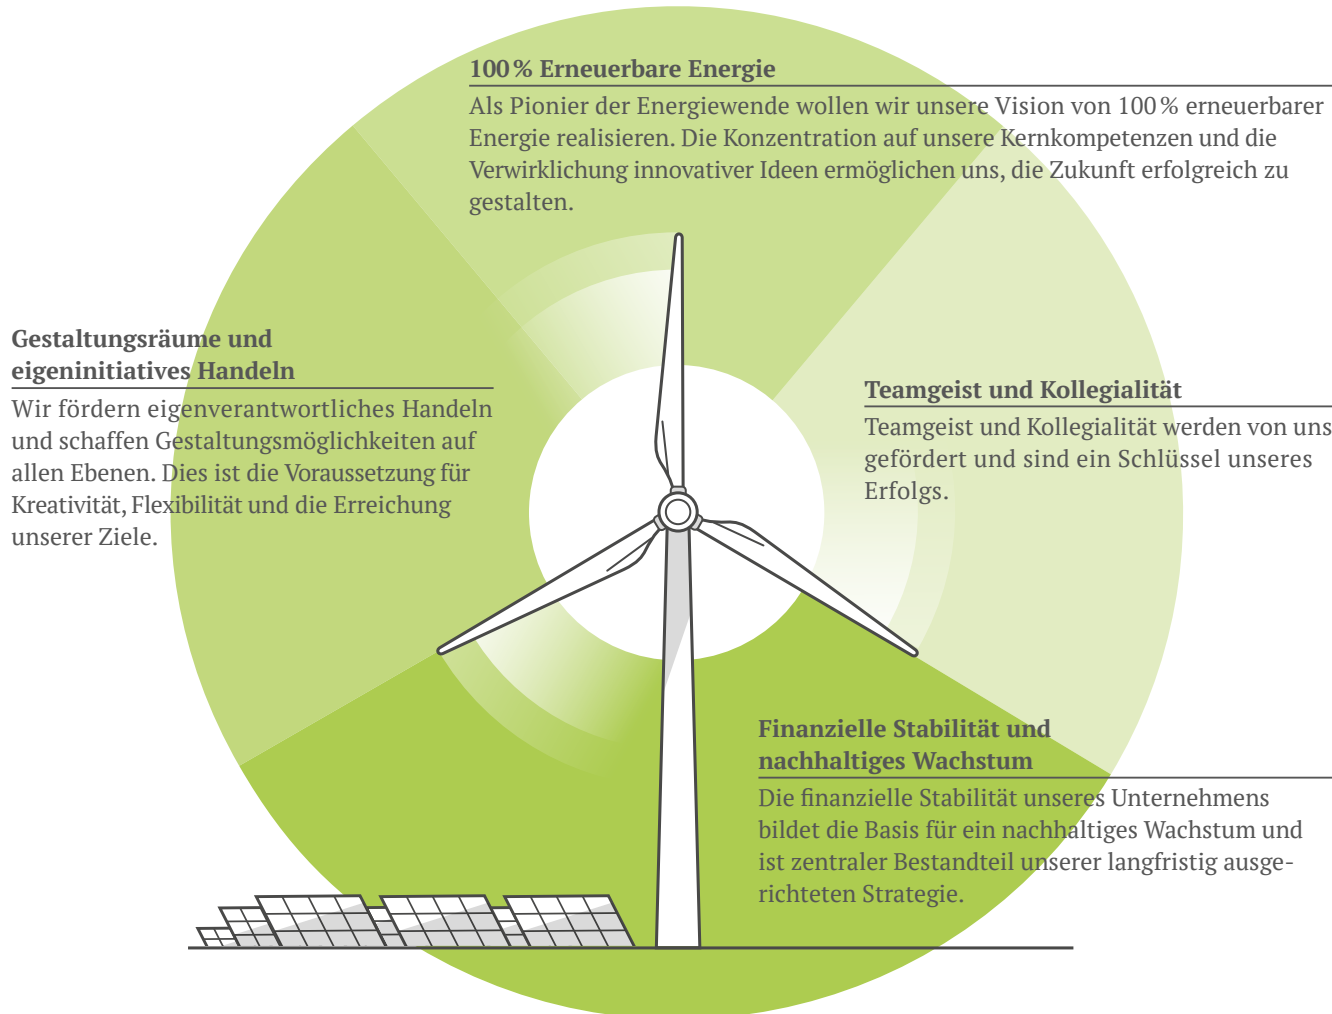 100 % Erneuerbare Energie
Als Pionier der Energiewende wollen wir unsere Vision von 100 % erneuerbarer
Energie realisieren. Die Konzentration auf unsere Kernkompetenzen und die
Verwirklichung innovativer Ideen ermöglichen uns, die Zukunft erfolgreich zu
gestalten.
Gestaltungsräume und
eigeninitiatives Handeln
Wir fördern eigenverantwortliches Handeln
und schaffen Gestaltungsmöglichkeiten auf
allen Ebenen. Dies ist die Voraussetzung für
Kreativität, Flexibilität und die Erreichung
unserer Ziele.
Teamgeist und Kollegialität
Teamgeist und Kollegialität werden von uns
gefördert und sind ein Schlüssel unseres
Erfolgs.
Finanzielle Stabilität und
nachhaltiges Wachstum
Die finanzielle Stabilität unseres Unternehmens
bildet die Basis für ein nachhaltiges Wachstum und
ist zentraler Bestandteil unserer langfristig ausge-
richteten Strategie.